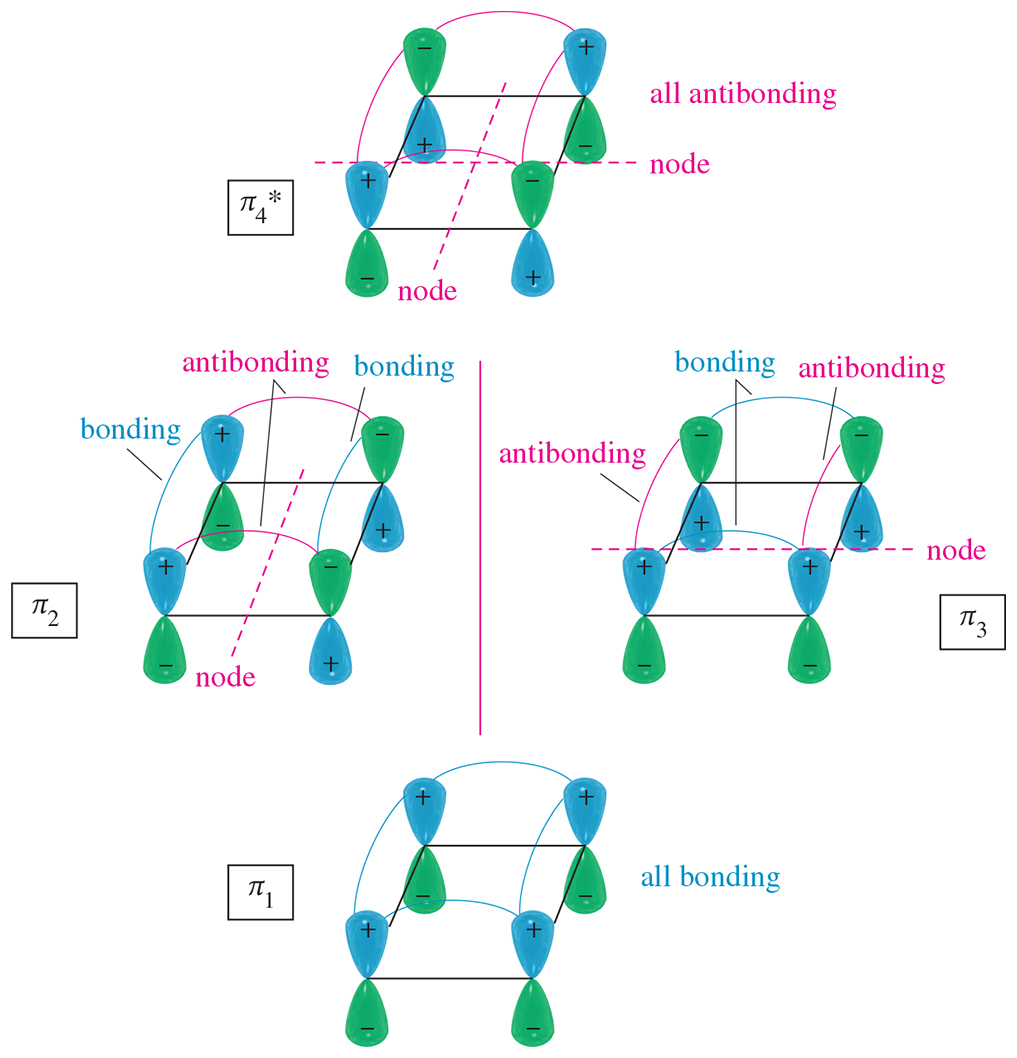 − +
all antibonding
+ −
node
+ −
π4*
− +
node
antibonding bonding
bonding
+ −
− +
+ −
π2
− +
node
bonding antibonding
antibonding
− −
+ +
node
+ +
π3
− −
+ +
all bonding
− −
π1
+ +
− −